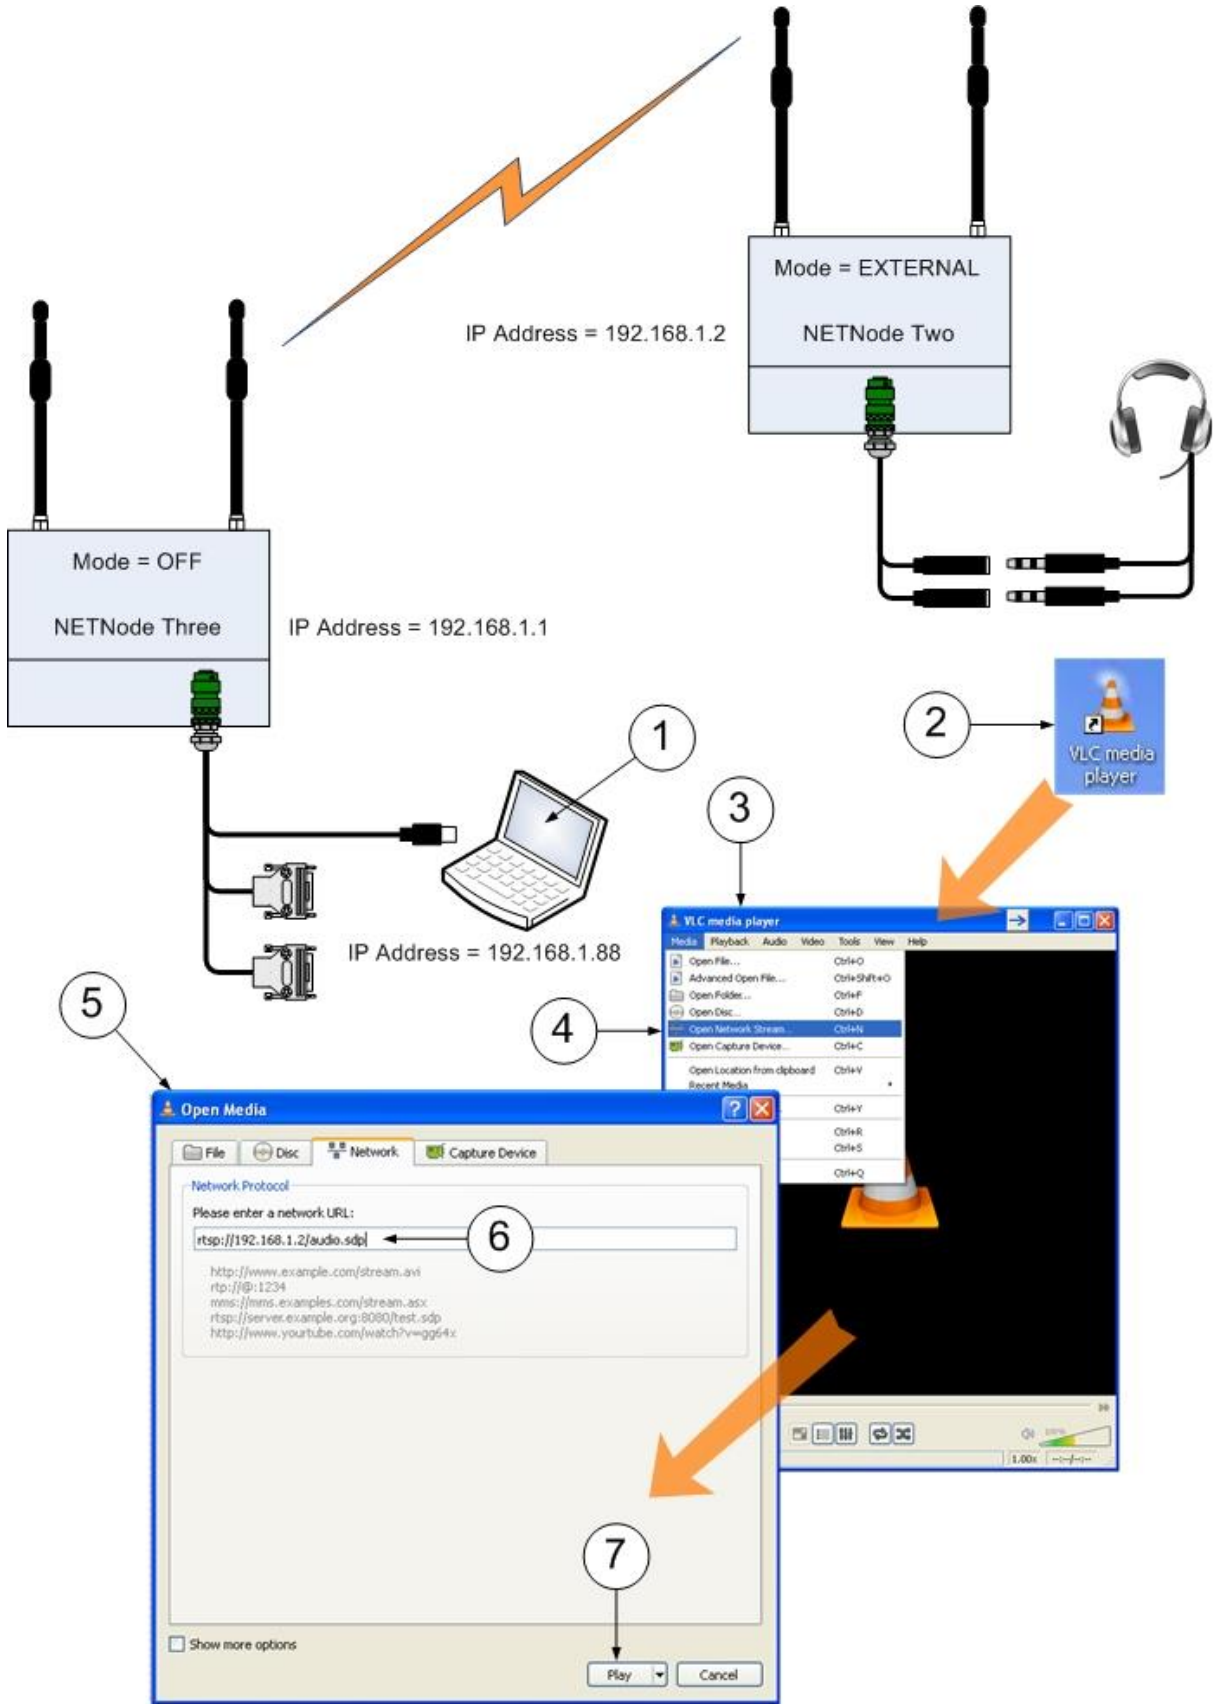 Mode = EXTERNAL
IP Address = 192.168.1.2
NETNode Two
Mode = OFF
NETNode Three
IP Address = 192.168.1.1
1
2
VLC media
player
3
IP Address = 192.168.1.88
VLC media player
Media Playback Audio Video Tools View Help
Open File... Ctrl+O
Advanced Open File... Ctrl+Shift+O
Open Folder... Ctrl+F
Open Disc... Ctrl+D
4
Open Network Stream... Ctrl+N
Open Capture Device... Ctrl+C
Open Location from clipboard Ctrl+V
Recent Media
Ctrl+Y
Ctrl+R
Ctrl+S
Ctrl+Q
5
Open Media
File Disc Network Capture Device
Network Protocol
Please enter a network URL:
rtsp://192.168.1.2/audio.sdp
6
http://www.example.com/stream.avi
rtp://@:1234
mms://mms.examples.com/stream.asx
rtsp://server.example.org:8080/test.sdp
http://www.yourtube.com/watch?v=gg64x
100%
1.00x --:--/--:--
7
Show more options
Play Cancel